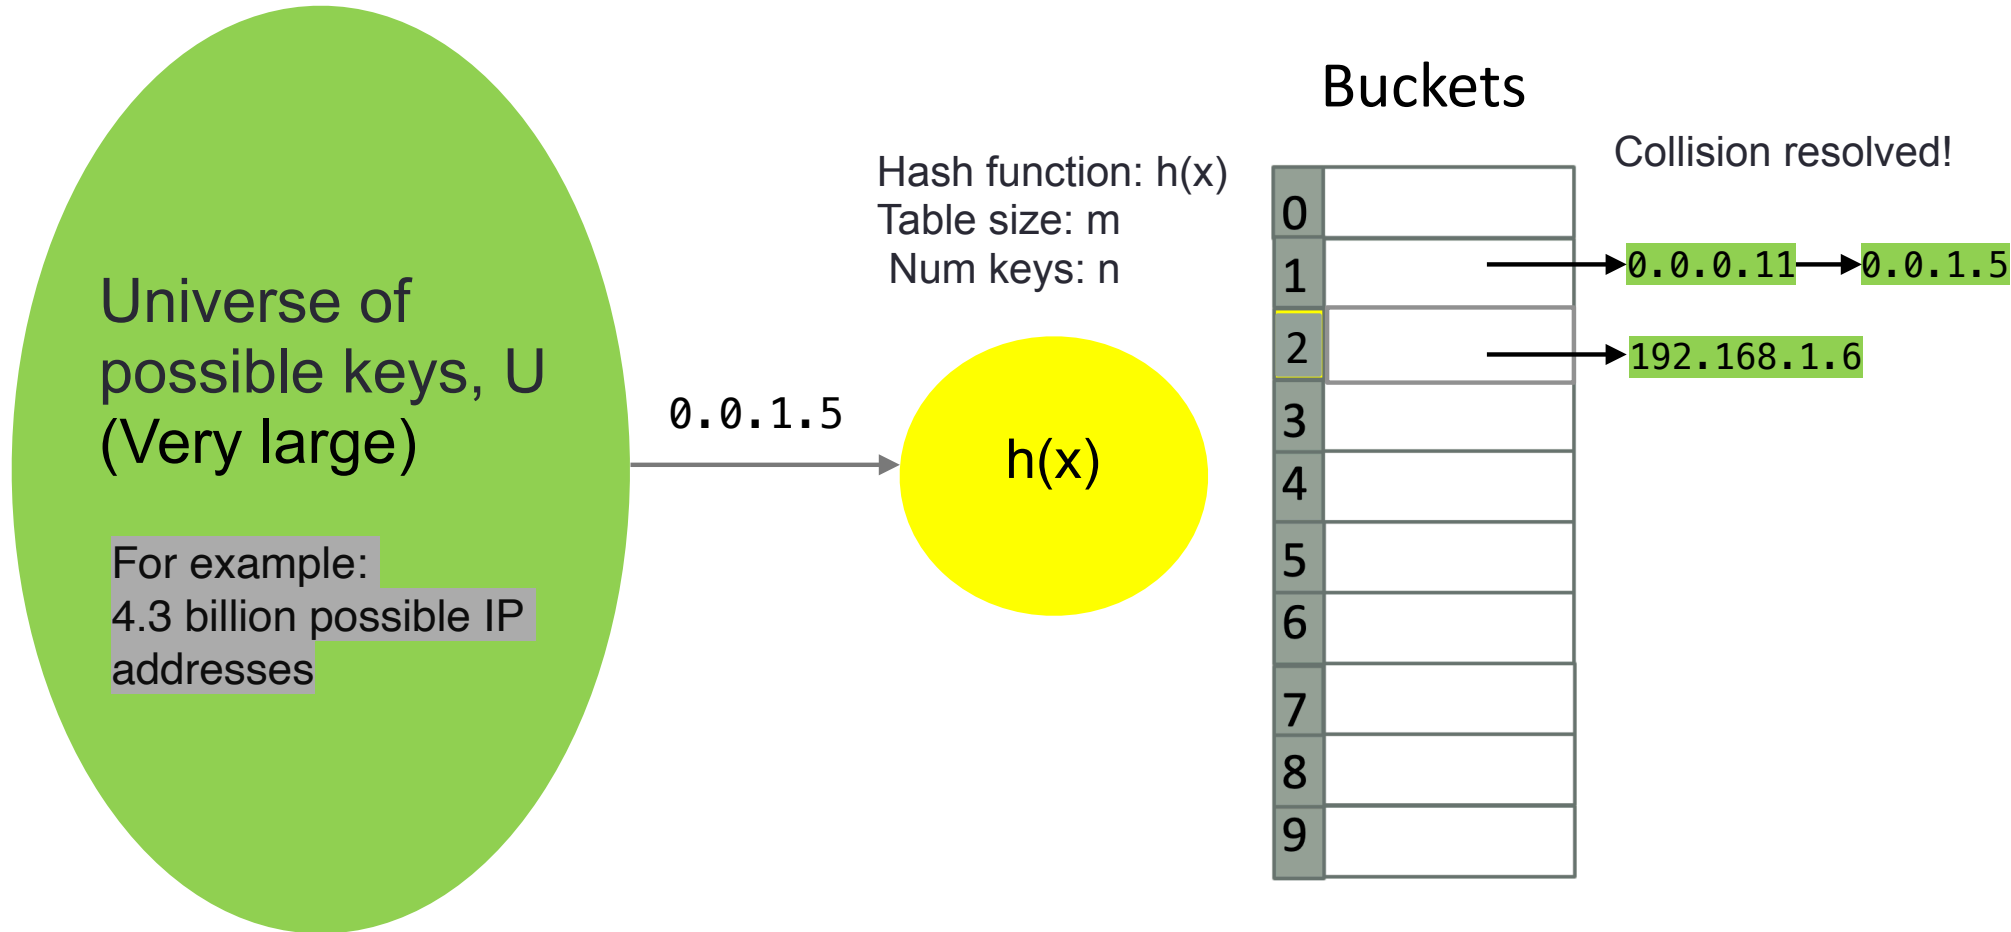 Universe of
possible keys, U
(Very large)
For example:
4.3 billion possible IP
addresses
0.0.1.5
Hash function: h(x)
Table size: m
Num keys: n
h(x)
Buckets
0
1
2
3
4
5
6
7
8
9
Collision resolved!
0.0.0.11 0.0.1.5
192.168.1.6